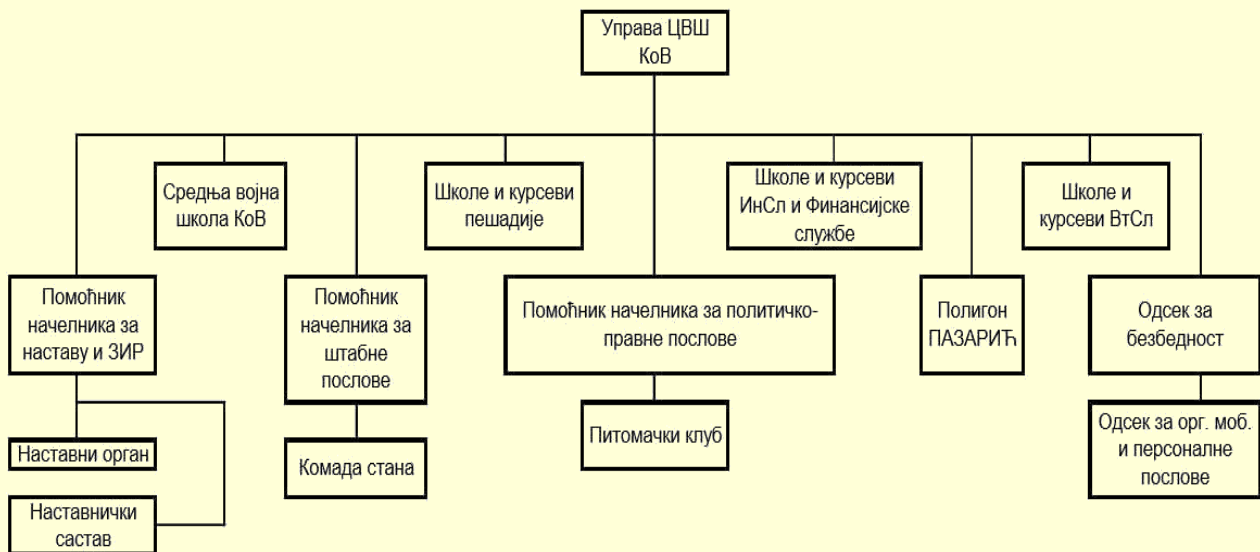 Управа ЦВШ
КоВ
Средња војна
школа КоВ
Школе и курсеви
пешадије
Школе и курсеви
ИнСл и Финансијске
службе
Школе и
курсеви ВтСл
Помоћник
начелника за
наставу и ЗИР
Помоћник
начелника за
штабне
послове
Помоћник начелника за политичко-
правне послове
Полигон
ПАЗАРИЋ
Одсек за
безбедност
Наставни орган
Наставнички
састав
Комада стана
Питомачки клуб
Одсек за орг. моб.
и персоналне
послове